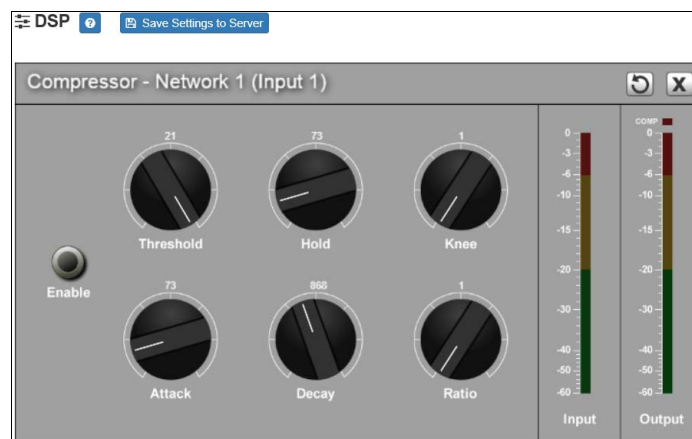 DSP ? Save Settings to Server
Compressor - Network 1 (Input 1) X
21 73 1
Threshold Hold Knee
Enable
73 868 1
Attack Decay Ratio
0
-3
-6
-10
-15
-20
-30
-40
-50
-60
Input
COMP
0
-3
-6
-10
-15
-20
-30
-40
-50
-60
Output